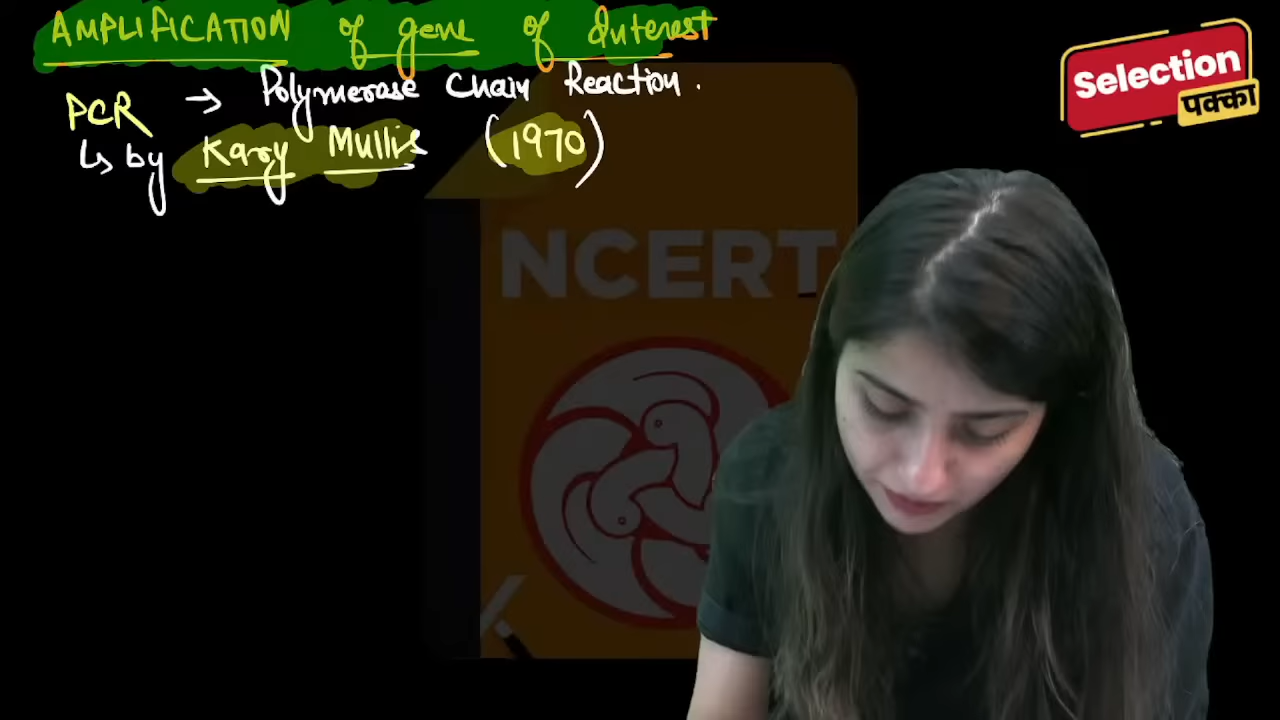 AMPLIFICATION of gene of Interest
PCR → Polymerase Chain Reaction.
↳ by Kary Mullis (1970)
Selection
पक्का
NCERT